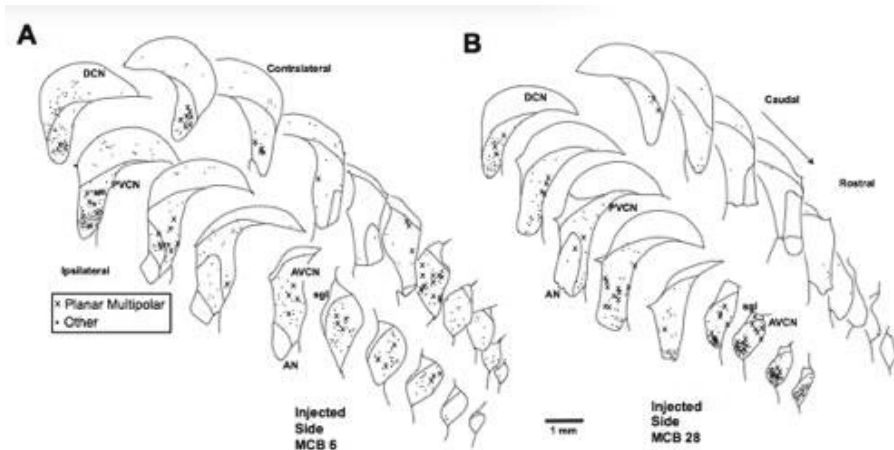 A
DCN
Contralateral
PVCN
Ipsilateral
x Planar Multipolar
• Other
AVCN
sgl
AN
Injected
Side
MCB 6
B
DCN
Caudal
Rostral
PVCN
AN
sgl
AVCN
1 mm
Injected
Side
MCB 28